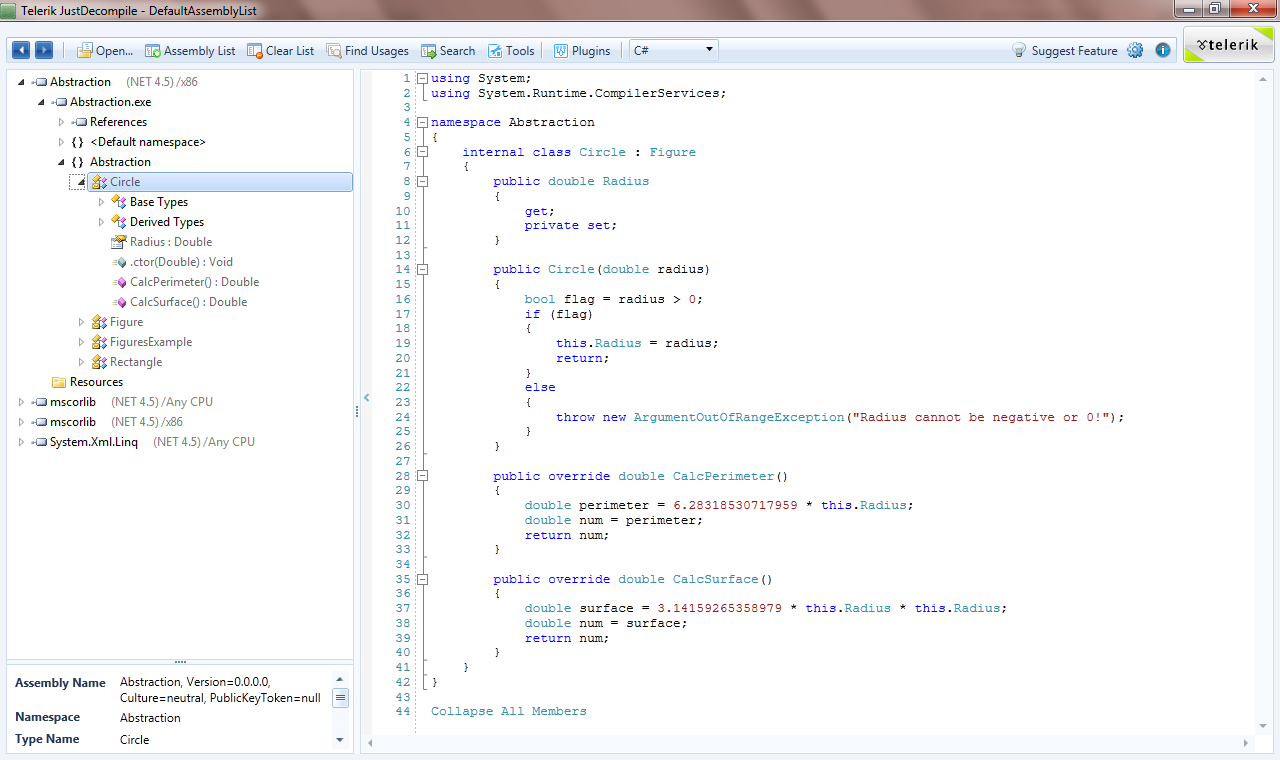 Telerik JustDecompile - DefaultAssemblyList
Open... Assembly List Clear List Find Usages Search Tools Plugins C# Suggest Feature telerik
Abstraction (NET 4.5) /x86
Abstraction.exe
References
{} <Default namespace>
{} Abstraction
Circle
Base Types
Derived Types
Radius : Double
.ctor(Double) : Void
CalcPerimeter() : Double
CalcSurface() : Double
Figure
FiguresExample
Rectangle
Resources
mscorlib (NET 4.5) /Any CPU
mscorlib (NET 4.5) /x86
System.Xml.Linq (NET 4.5) /Any CPU
Assembly Name Abstraction, Version=0.0.0.0,
Culture=neutral, PublicKeyToken=null
Namespace Abstraction
Type Name Circle
1 using System;
2 using System.Runtime.CompilerServices;
3
4 namespace Abstraction
5 {
6 internal class Circle : Figure
7 {
8 public double Radius
9 {
10 get;
11 private set;
12 }
13
14 public Circle(double radius)
15 {
16 bool flag = radius > 0;
17 if (flag)
18 {
19 this.Radius = radius;
20 return;
21 }
22 else
23 {
24 throw new ArgumentOutOfRangeException("Radius cannot be negative or 0!");
25 }
26 }
27
28 public override double CalcPerimeter()
29 {
30 double perimeter = 6.28318530717959 * this.Radius;
31 double num = perimeter;
32 return num;
33 }
34
35 public override double CalcSurface()
36 {
37 double surface = 3.14159265358979 * this.Radius * this.Radius;
38 double num = surface;
39 return num;
40 }
41 }
42 }
43
44 Collapse All Members